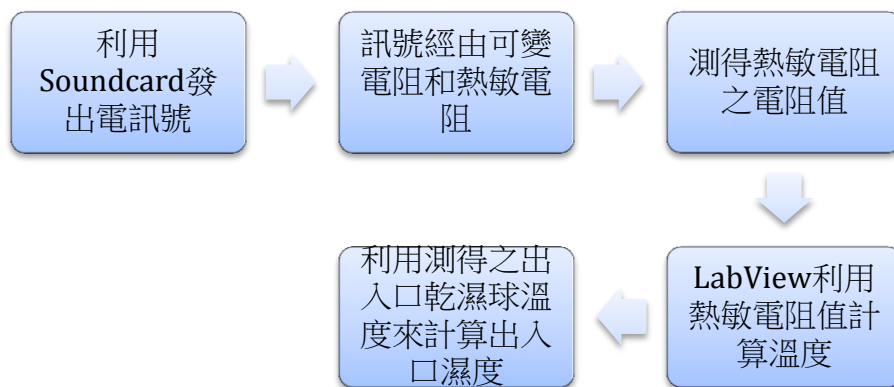 利用
Soundcard發
出電訊號
訊號經由可變
電阻和熱敏電
阻
測得熱敏電阻
之電阻值
LabView利用
熱敏電阻值計
算溫度
利用測得之出
入口乾濕球溫
度來計算出入
口濕度